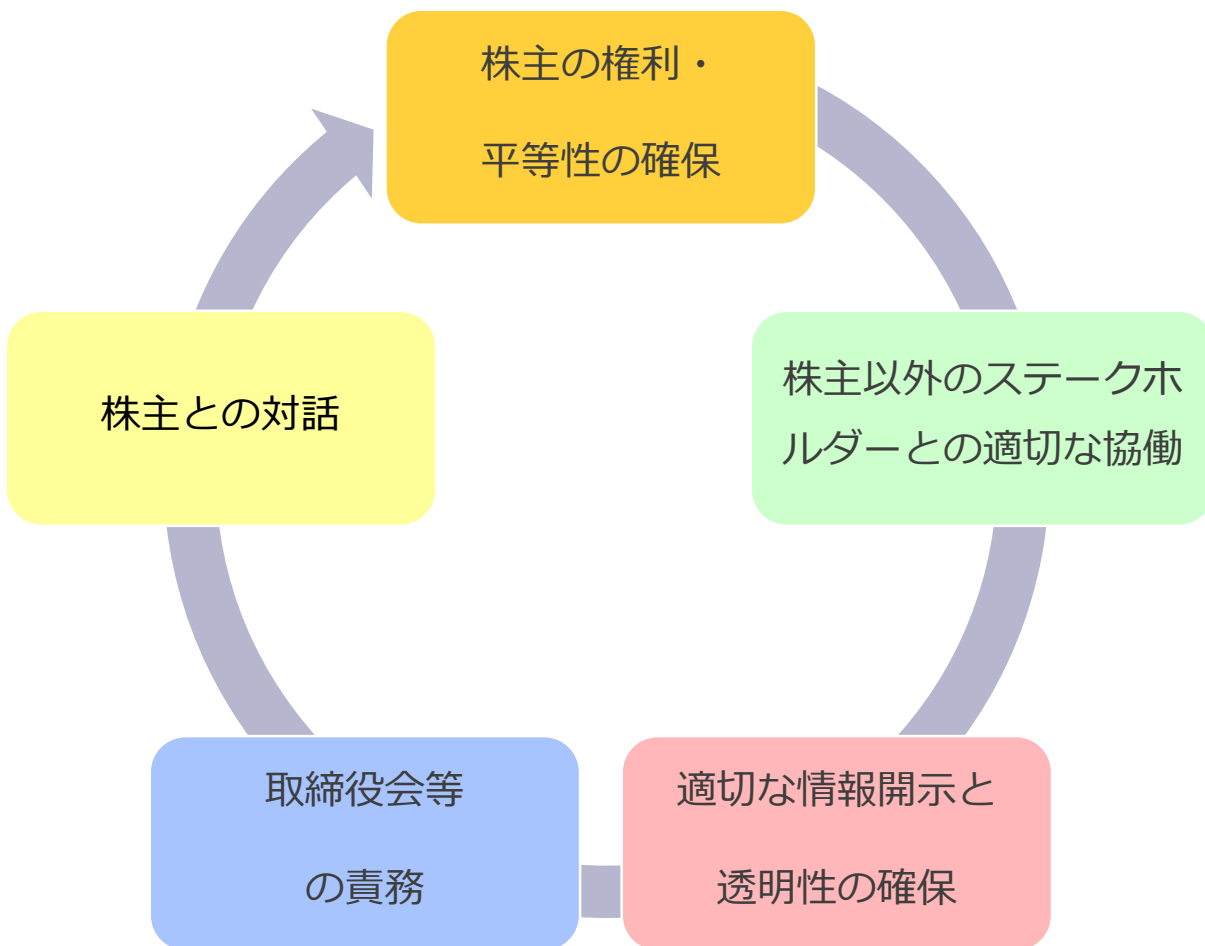 株主の権利・
平等性の確保
株主以外のステークホ
ルダーとの適切な協働
適切な情報開示と
透明性の確保
取締役会等
の責務
株主との対話